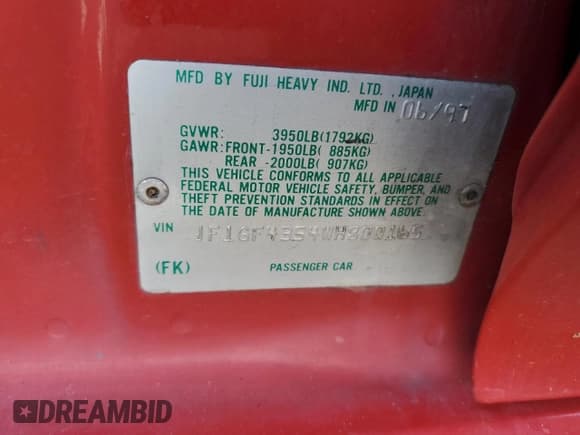 MFD BY FUJI HEAVY IND. LTD., JAPAN
MFD IN 06/97
GVWR: 3950LB(1792KG)
GAWR: FRONT-1950LB( 885KG)
REAR -2000LB( 907KG)
THIS VEHICLE CONFORMS TO ALL APPLICABLE
FEDERAL MOTOR VEHICLE SAFETY, BUMPER, AND
THEFT PREVENTION STANDARDS IN EFFECT ON
THE DATE OF MANUFACTURE SHOWN ABOVE.
VIN
(FK) PASSENGER CAR
DREAMBID